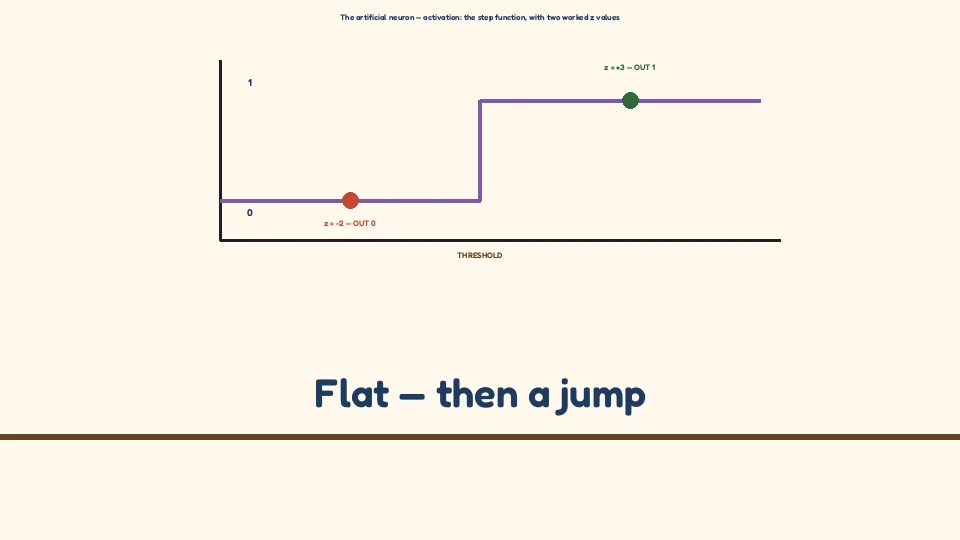 The artificial neuron — activation: the step function, with two worked z values
z = +3 — OUT 1
1
0
z = -2 — OUT 0
THRESHOLD
Flat — then a jump